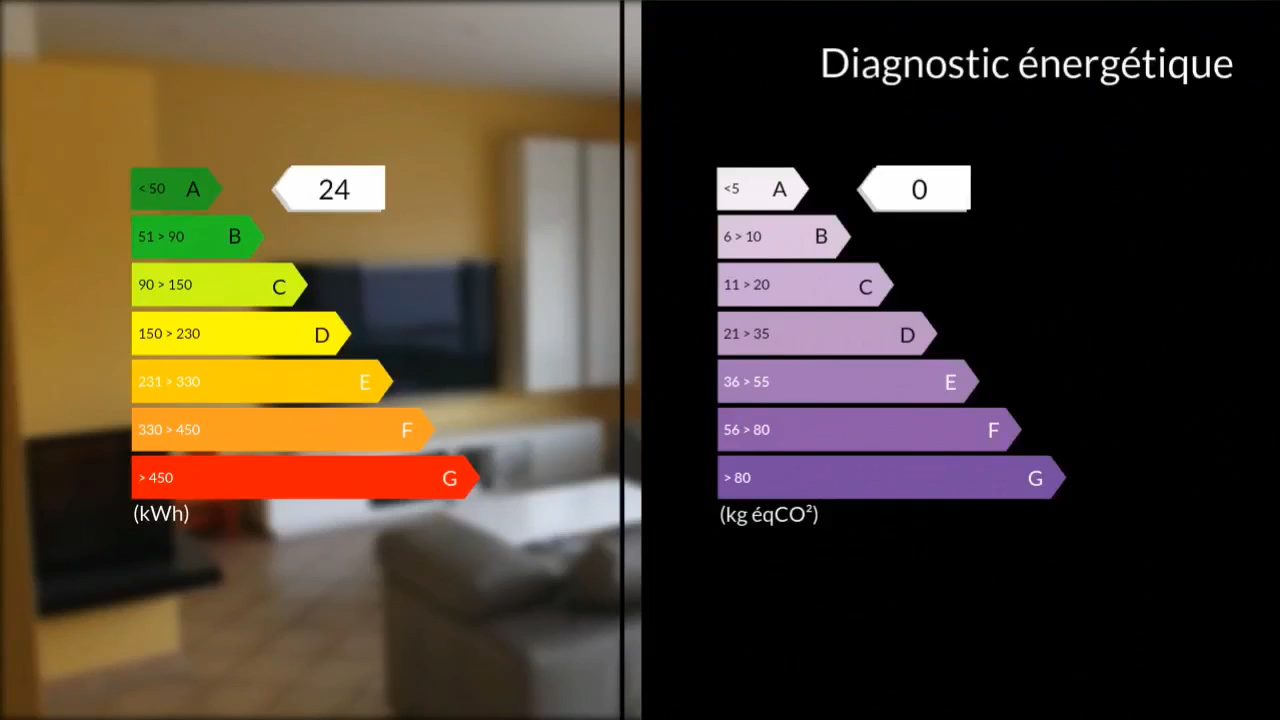 Diagnostic énergétique
< 50 A 24
51 > 90 B
90 > 150 C
150 > 230 D
231 > 330 E
330 > 450 F
> 450 G
(kWh)
<5 A 0
6 > 10 B
11 > 20 C
21 > 35 D
36 > 55 E
56 > 80 F
> 80 G
(kg éqCO²)